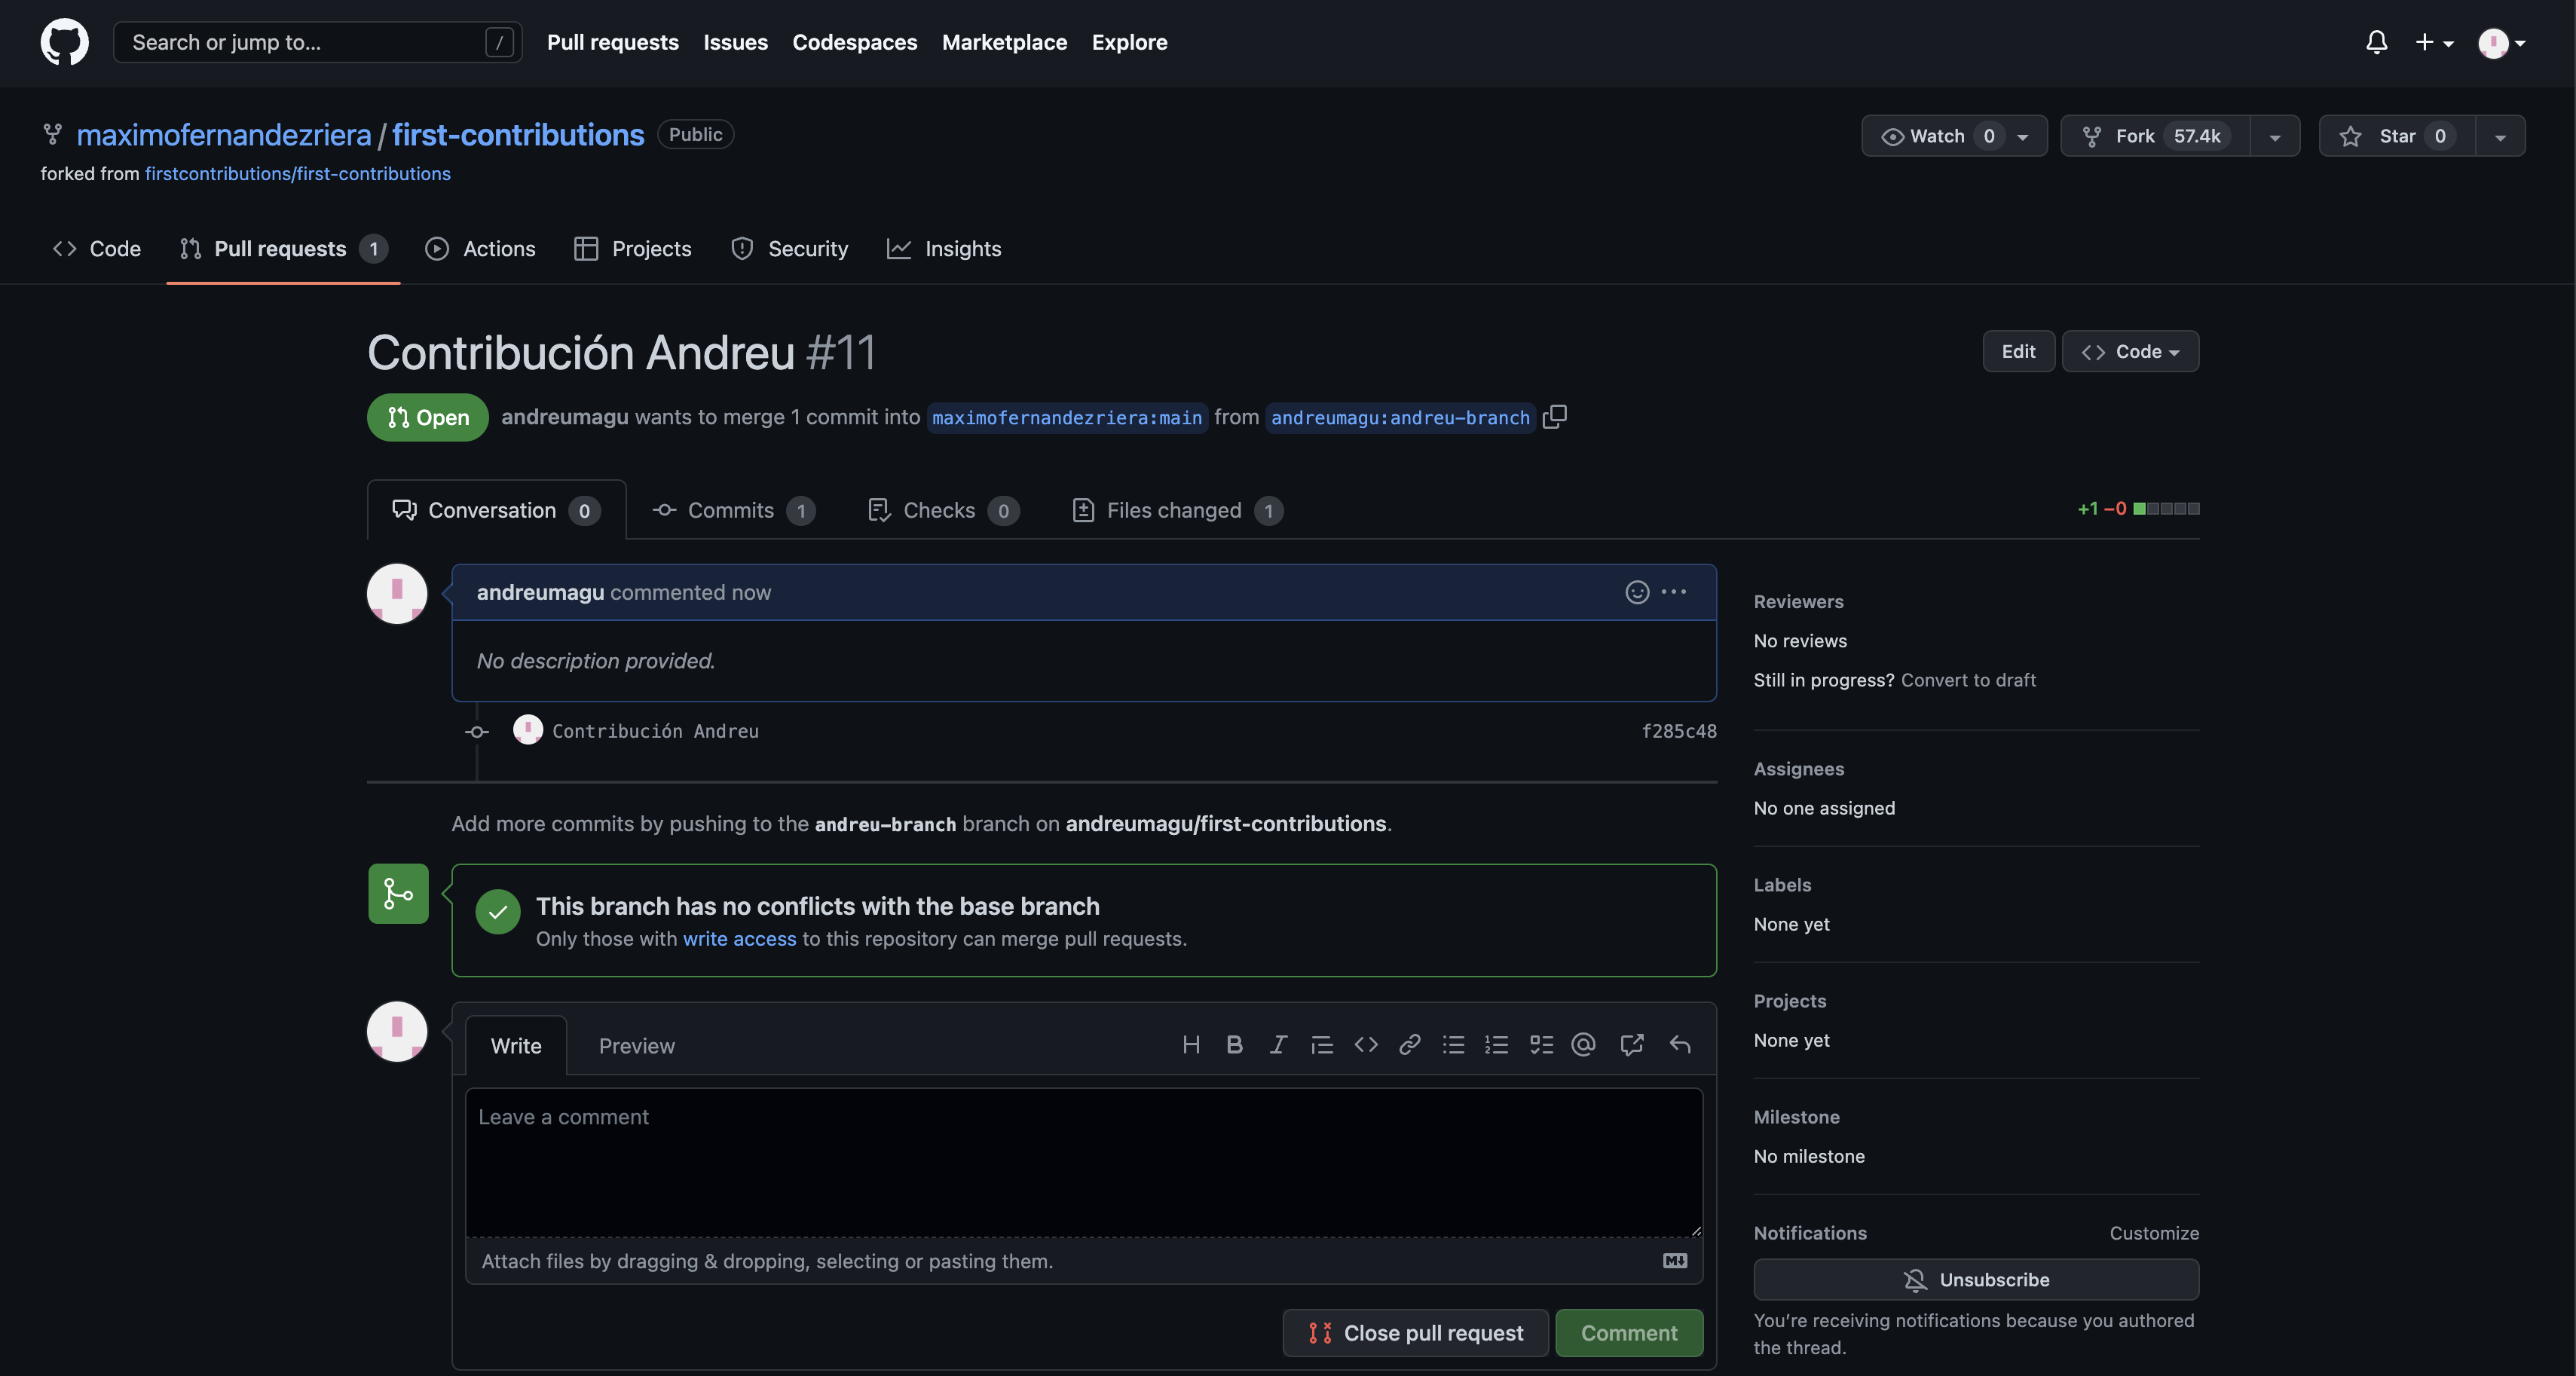 Search or jump to... /
Pull requests Issues Codespaces Marketplace Explore
maximofernandezriera / first-contributions Public
Watch 0 Fork 57.4k Star 0
forked from firstcontributions/first-contributions
Code Pull requests 1 Actions Projects Security Insights
Contribución Andreu #11
Edit Code
Open andreumagu wants to merge 1 commit into maximofernandezriera:main from andreumagu:andreu-branch
Conversation 0 Commits 1 Checks 0 Files changed 1
+1 −0
andreumagu commented now
No description provided.
Contribución Andreu f285c48
Add more commits by pushing to the andreu-branch branch on andreumagu/first-contributions.
This branch has no conflicts with the base branch
Only those with write access to this repository can merge pull requests.
Write Preview
Leave a comment
Attach files by dragging & dropping, selecting or pasting them.
Close pull request Comment
Reviewers
No reviews
Still in progress? Convert to draft
Assignees
No one assigned
Labels
None yet
Projects
None yet
Milestone
No milestone
Notifications Customize
Unsubscribe
You're receiving notifications because you authored
the thread.